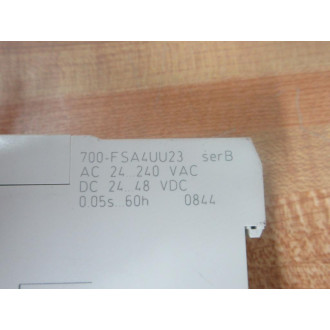 700-FSA4UU23 serB
AC 24...240 VAC
DC 24...48 VDC
0.05s...60h 0844